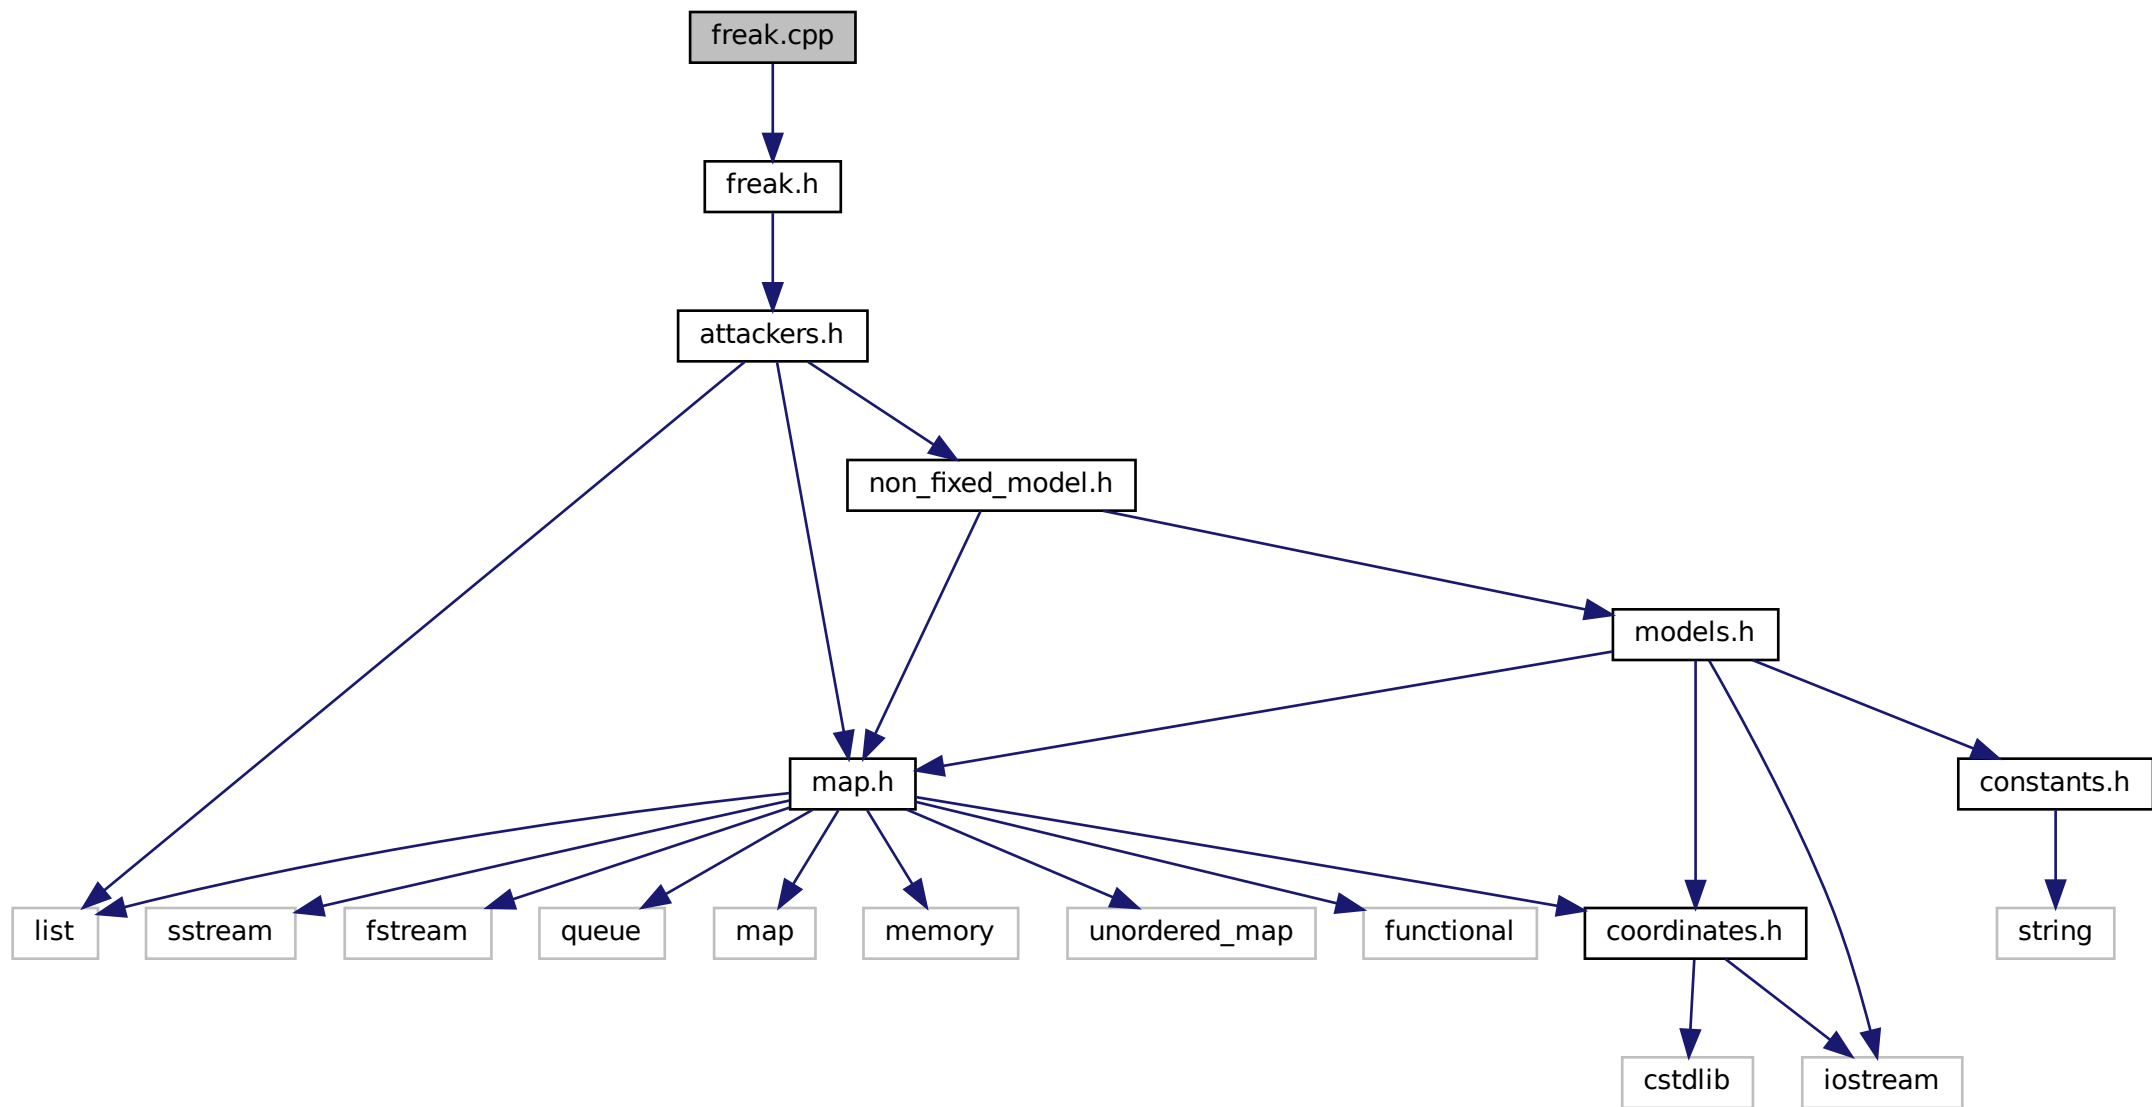 freak.cpp
freak.h
attackers.h
non_fixed_model.h
models.h
map.h
constants.h
list
sstream
fstream
queue
map
memory
unordered_map
functional
coordinates.h
string
cstdlib
iostream